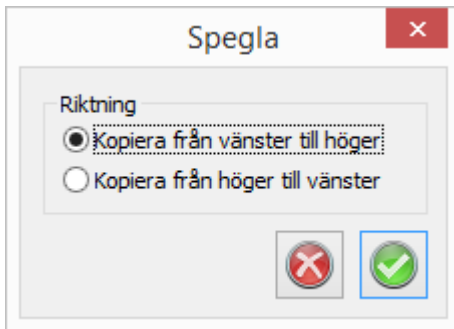 Spegla
Riktning
Kopiera från vänster till höger
Kopiera från höger till vänster